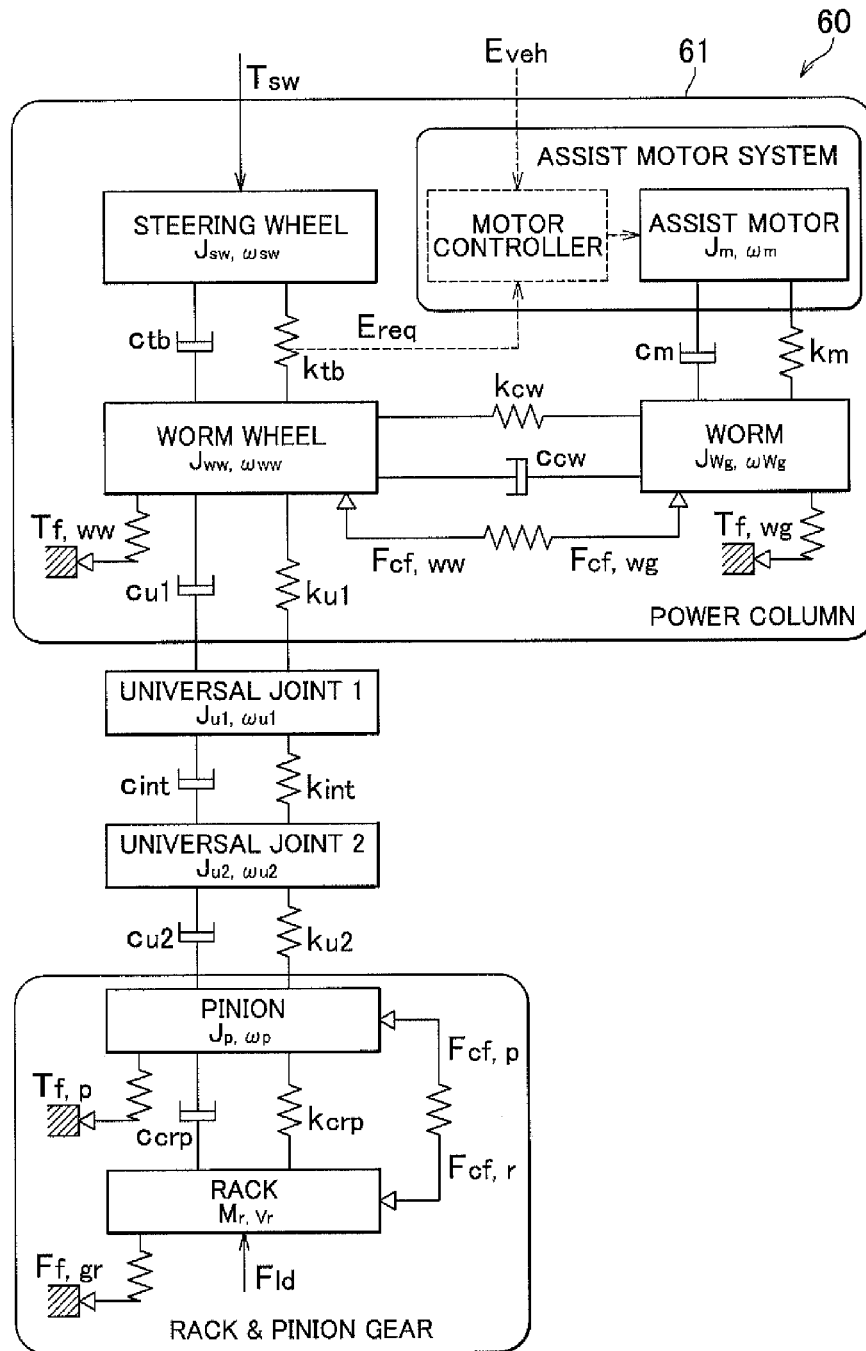 60
Eveh
61
Tsw
ASSIST MOTOR SYSTEM
STEERING WHEEL
Jsw, ωsw
MOTOR
CONTROLLER
ASSIST MOTOR
Jm, ωm
ctb
Ereq
ktb
cm
km
kcw
WORM WHEEL
Jww, ωww
WORM
JWg, ωWg
ccw
Tf, ww
Tf, wg
Fcf, ww
Fcf, wg
cu1
ku1
POWER COLUMN
UNIVERSAL JOINT 1
Ju1, ωu1
cint
kint
UNIVERSAL JOINT 2
Ju2, ωu2
cu2
ku2
PINION
Jp, ωp
Fcf, p
Tf, p
ccrp
kcrp
Fcf, r
RACK
Mr, Vr
Ff, gr
Fld
RACK & PINION GEAR